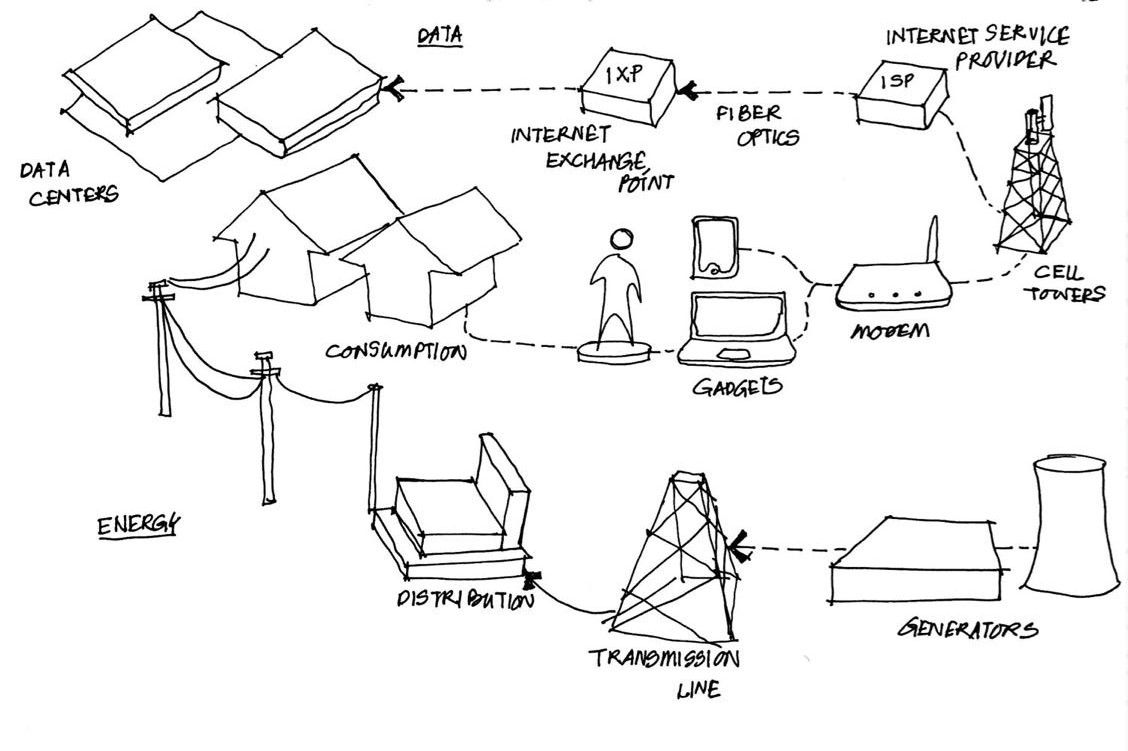 DATA
INTERNET SERVICE
PROVIDER
IXP
ISP
FIBER
OPTICS
INTERNET
EXCHANGE
POINT
DATA
CENTERS
CELL
TOWERS
MODEM
CONSUMPTION
GADGETS
ENERGY
DISTRIBUTION
GENERATORS
TRANSMISSION
LINE